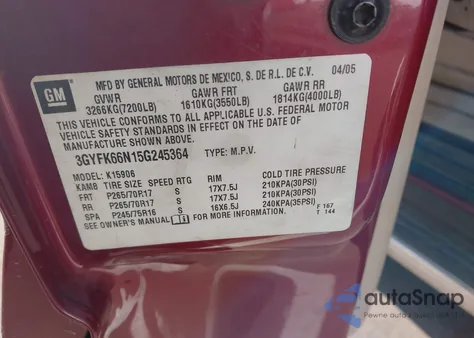 GM
MFD BY GENERAL MOTORS DE MEXICO, S. DE R.L. DE C.V. 04/05
GVWR GAWR FRT GAWR RR
3266KG(7200LB) 1610KG(3550LB) 1814KG(4000LB)
THIS VEHICLE CONFORMS TO ALL APPLICABLE U.S. FEDERAL MOTOR
VEHICLE SAFETY STANDARDS IN EFFECT ON THE DATE OF
MANUFACTURE SHOWN ABOVE.
3GYFK66N15G245364 TYPE: M.P.V.
MODEL: K15906
KAMB TIRE SIZE SPEED RTG RIM COLD TIRE PRESSURE
FRT P265/70R17 S 17X7.5J 210KPA(30PSI)
RR P265/70R17 S 17X7.5J 210KPA(30PSI)
SPA P245/75R16 S 16X6.5J 240KPA(35PSI)
SEE OWNER'S MANUAL F 167
T 144
autoSnap
Pewne auta